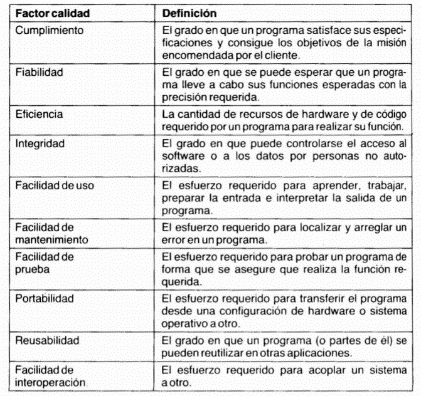 Factor calidad Definición
Cumplimiento El grado en que un programa satisface sus especi-
ficaciones y consigue los objetivos de la misión
encomendada por el cliente.
Fiabilidad El grado en que se puede esperar que un progra-
ma lleve a cabo sus funciones esperadas con la
precisión requerida.
Eficiencia La cantidad de recursos de hardware y de código
requerido por un programa para realizar su función.
Integridad El grado en que puede controlarse el acceso al
software o a los datos por personas no auto-
rizadas.
Facilidad de uso El esfuerzo requerido para aprender, trabajar,
preparar la entrada e interpretar la salida de un
programa.
Facilidad de El esfuerzo requerido para localizar y arreglar un
mantenimiento error en un programa.
Facilidad de El esfuerzo requerido para probar un programa de
prueba forma que se asegure que realiza la función re-
querida.
Portabilidad El esfuerzo requerido para transferir el programa
desde una configuración de hardware o sistema
operativo a otro.
Reusabilidad El grado en que un programa (o partes de él) se
pueden reutilizar en otras aplicaciones.
Facilidad de El esfuerzo requerido para acoplar un sistema
interoperación a otro.